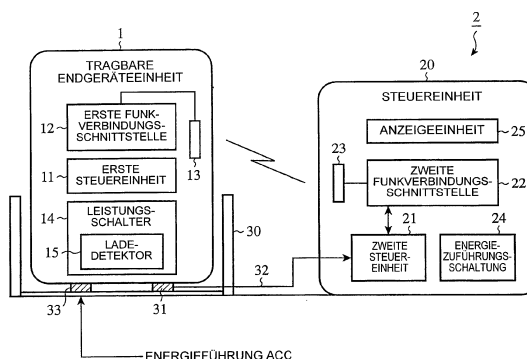 1
TRAGBARE
ENDGERÄTEEINHEIT
12
ERSTE FUNK-
VERBINDUNGS-
SCHNITTSTELLE
13
11
ERSTE
STEUEREINHEIT
14
LEISTUNGS-
SCHALTER
15
LADE-
DETEKTOR
30
32
33
31
ENERGIEFÜHRUNG ACC
2
20
STEUEREINHEIT
ANZEIGEEINHEIT
25
23
ZWEITE
FUNKVERBINDUNGS-
SCHNITTSTELLE
22
21
ZWEITE
STEUER-
EINHEIT
24
ENERGIE-
ZUFÜHRUNGS-
SCHALTUNG